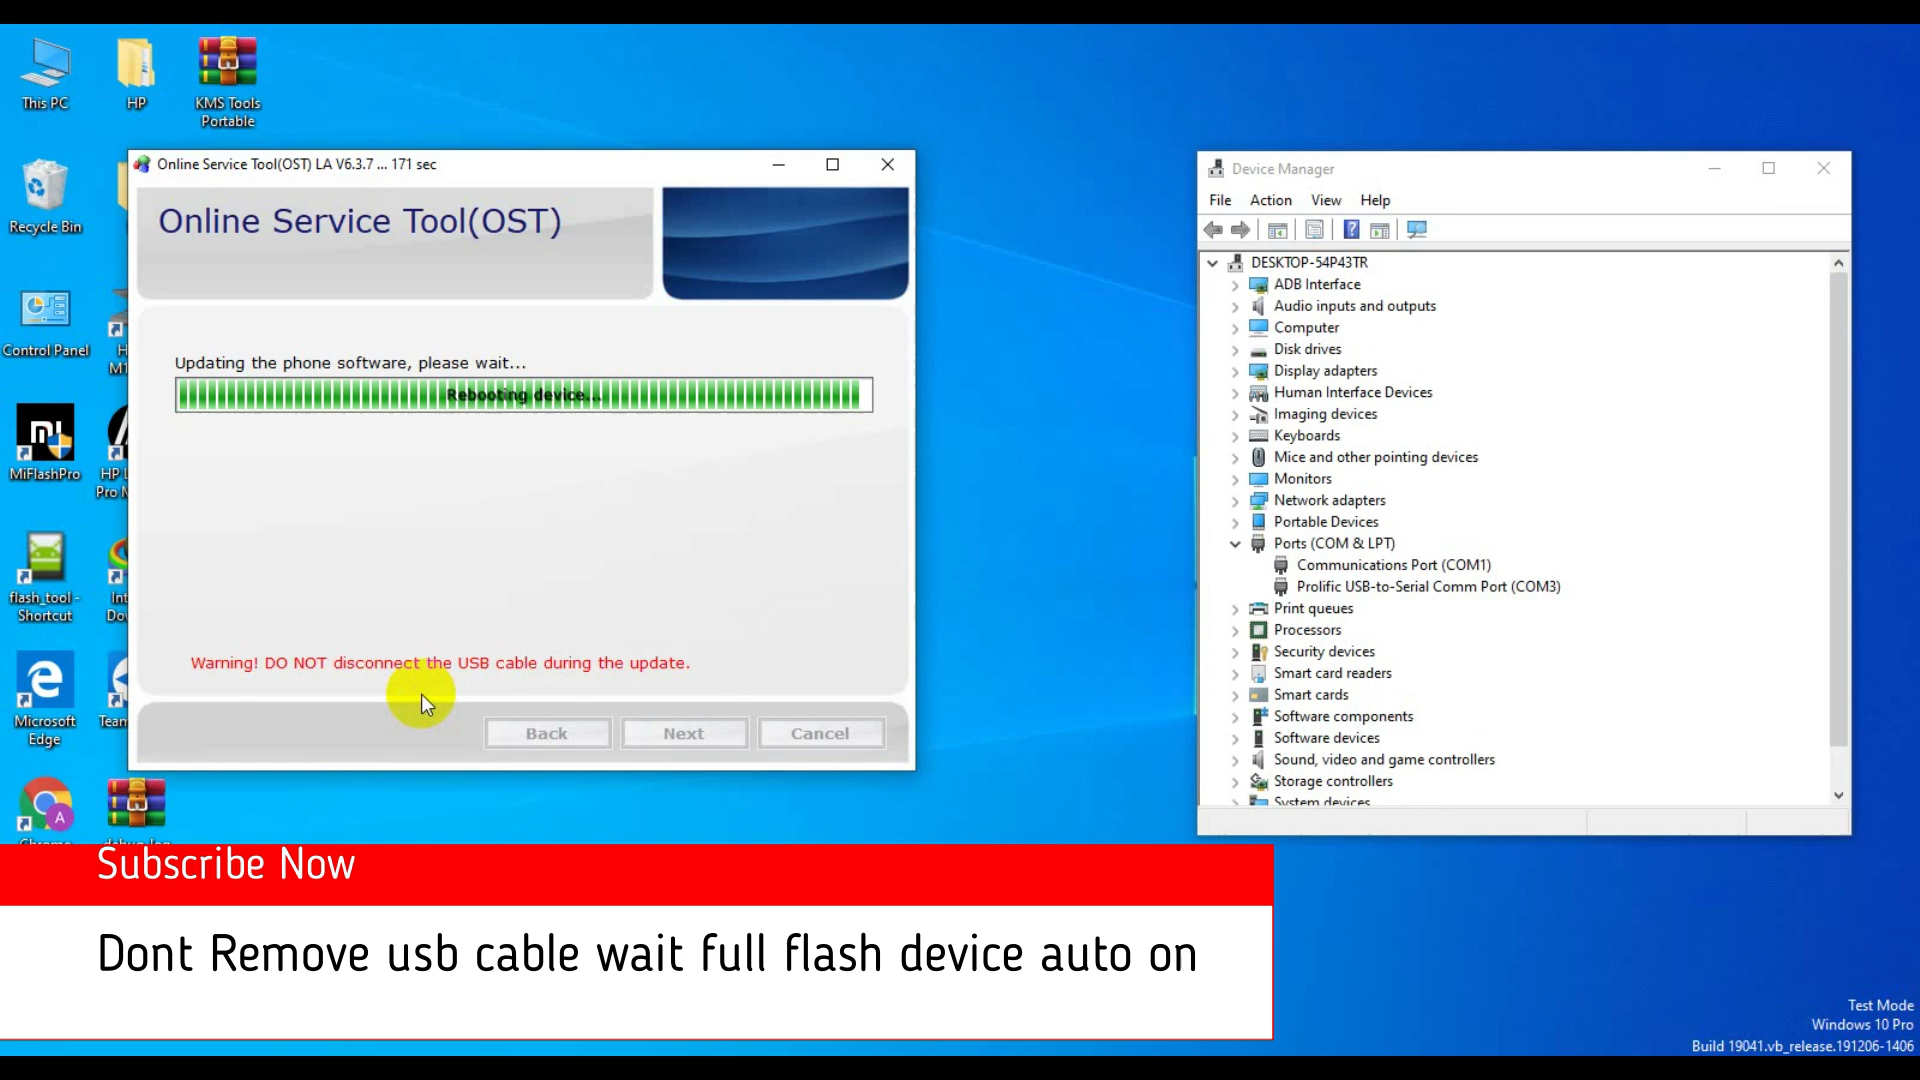 This PC
HP
KMS Tools
Portable
Recycle Bin
Control Panel
H
M1
MiFlashPro
HP L
Pro M
flash_tool -
Shortcut
Int
Dov
Microsoft
Edge
Team
A
Online Service Tool(OST) LA V6.3.7 ... 171 sec
Online Service Tool(OST)
Updating the phone software, please wait...
Rebooting device...
Warning! DO NOT disconnect the USB cable during the update.
Back
Next
Cancel
Device Manager
File Action View Help
DESKTOP-54P43TR
ADB Interface
Audio inputs and outputs
Computer
Disk drives
Display adapters
Human Interface Devices
Imaging devices
Keyboards
Mice and other pointing devices
Monitors
Network adapters
Portable Devices
Ports (COM & LPT)
Communications Port (COM1)
Prolific USB-to-Serial Comm Port (COM3)
Print queues
Processors
Security devices
Smart card readers
Smart cards
Software components
Software devices
Sound, video and game controllers
Storage controllers
System devices
Subscribe Now
Dont Remove usb cable wait full flash device auto on
Test Mode
Windows 10 Pro
Build 19041.vb_release.191206-1406